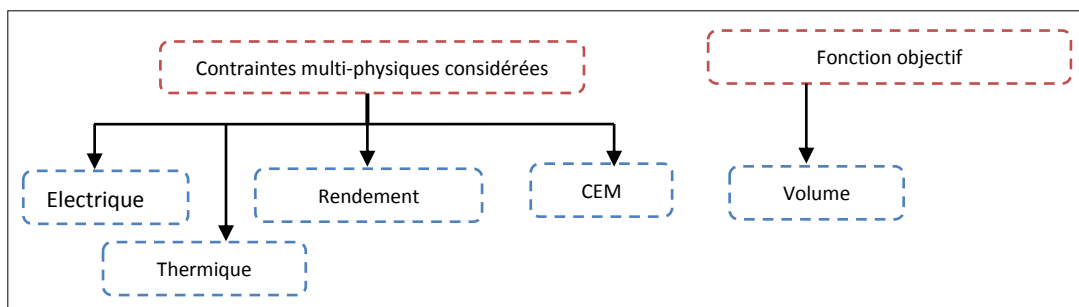 Contraintes multi-physiques considérées
Fonction objectif
Electrique
Rendement
CEM
Volume
Thermique